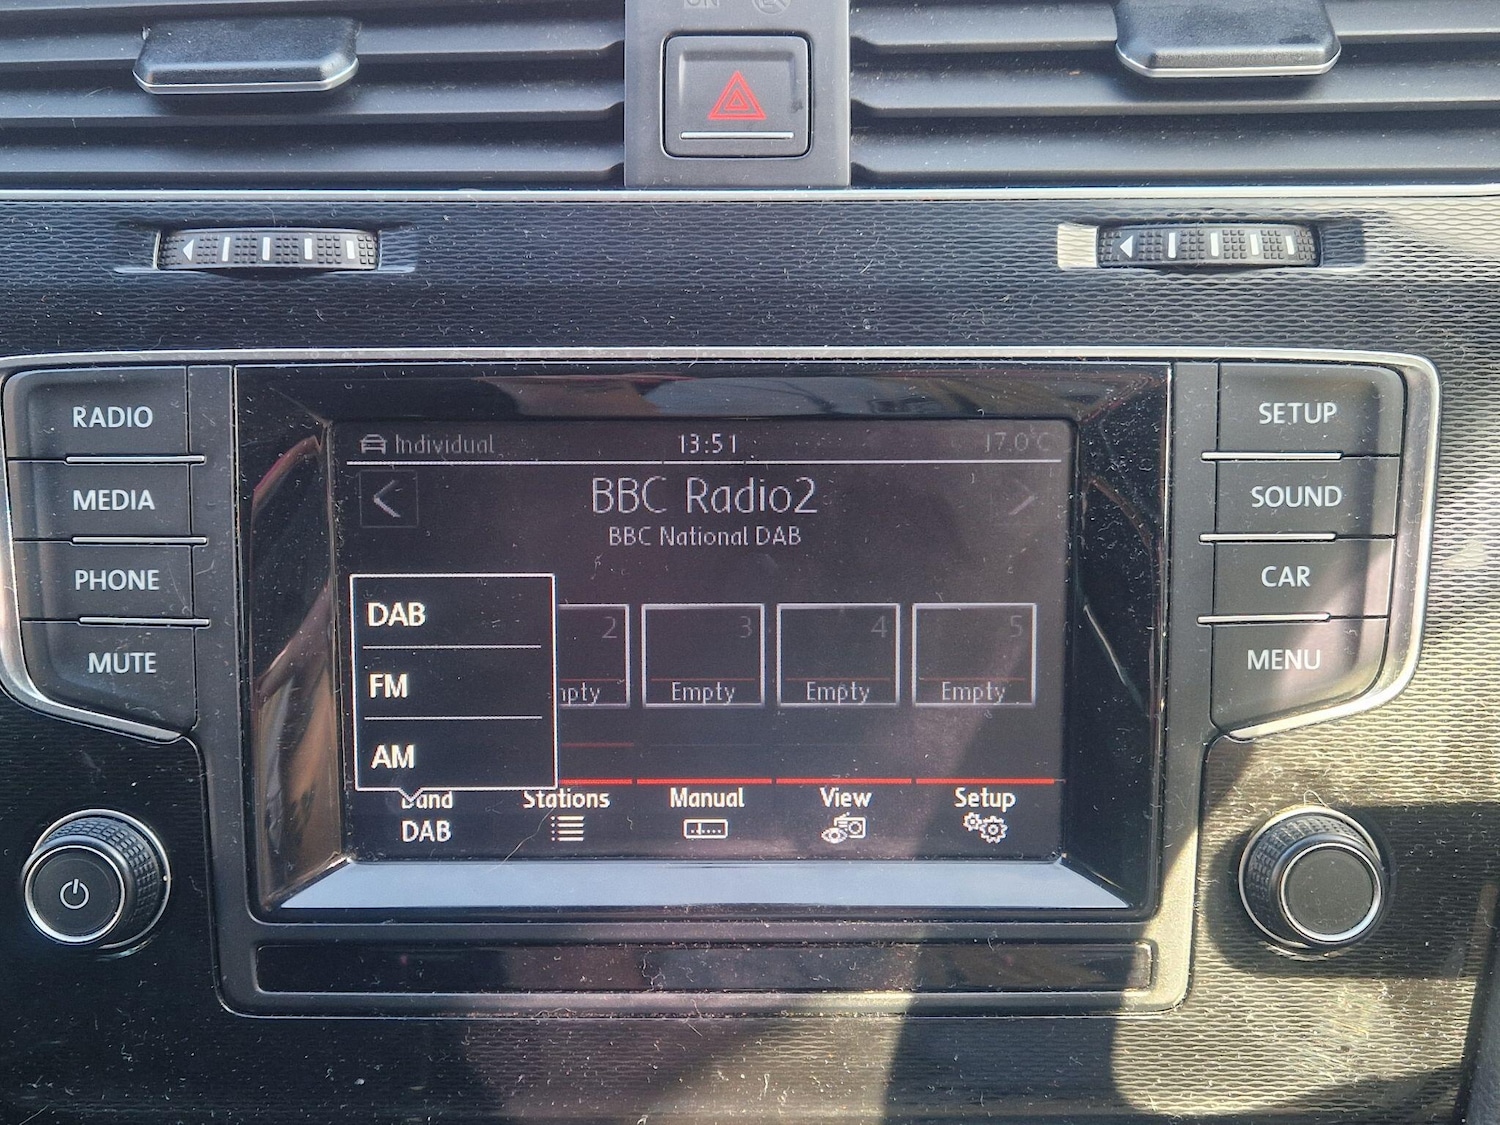 RADIO
MEDIA
PHONE
MUTE
Individual
13:51
17.0°C
BBC Radio2
BBC National DAB
DAB
FM
AM
2
3
4
5
Empty
Empty
Empty
Band
Stations
Manual
View
Setup
DAB
SETUP
SOUND
CAR
MENU